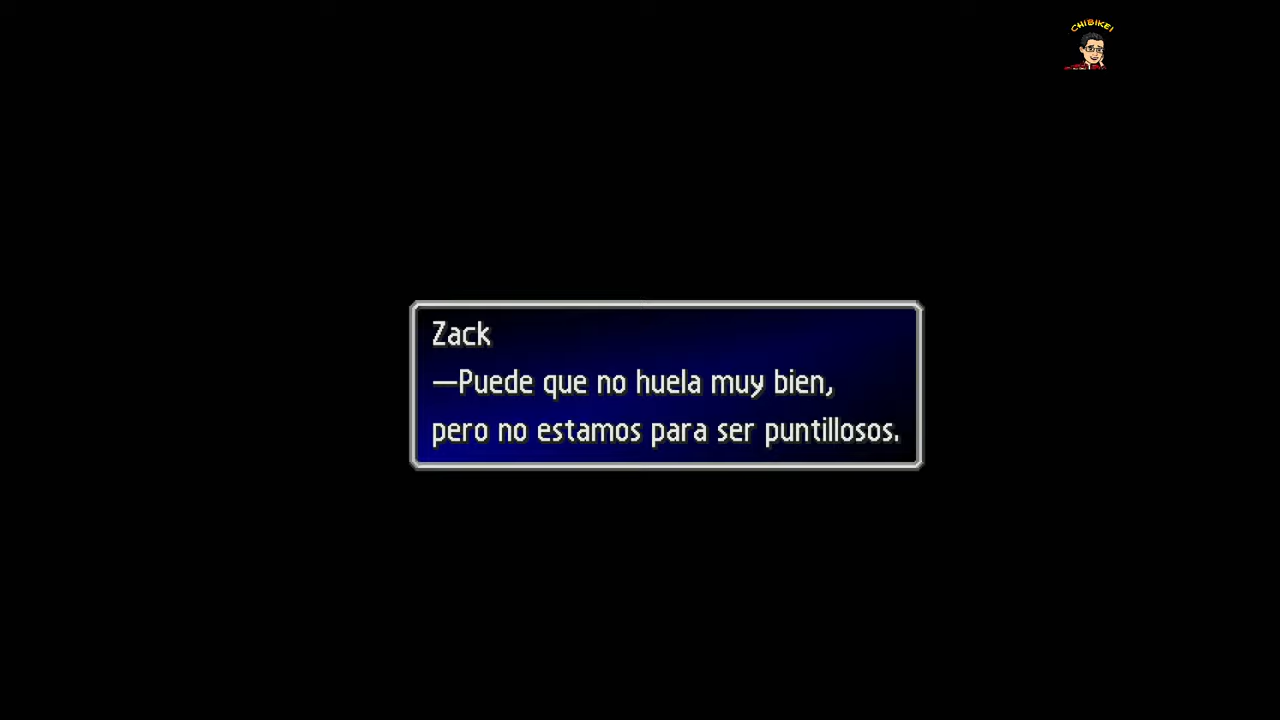 CHIBIKEI
Zack
—Puede que no huela muy bien,
pero no estamos para ser puntillosos.